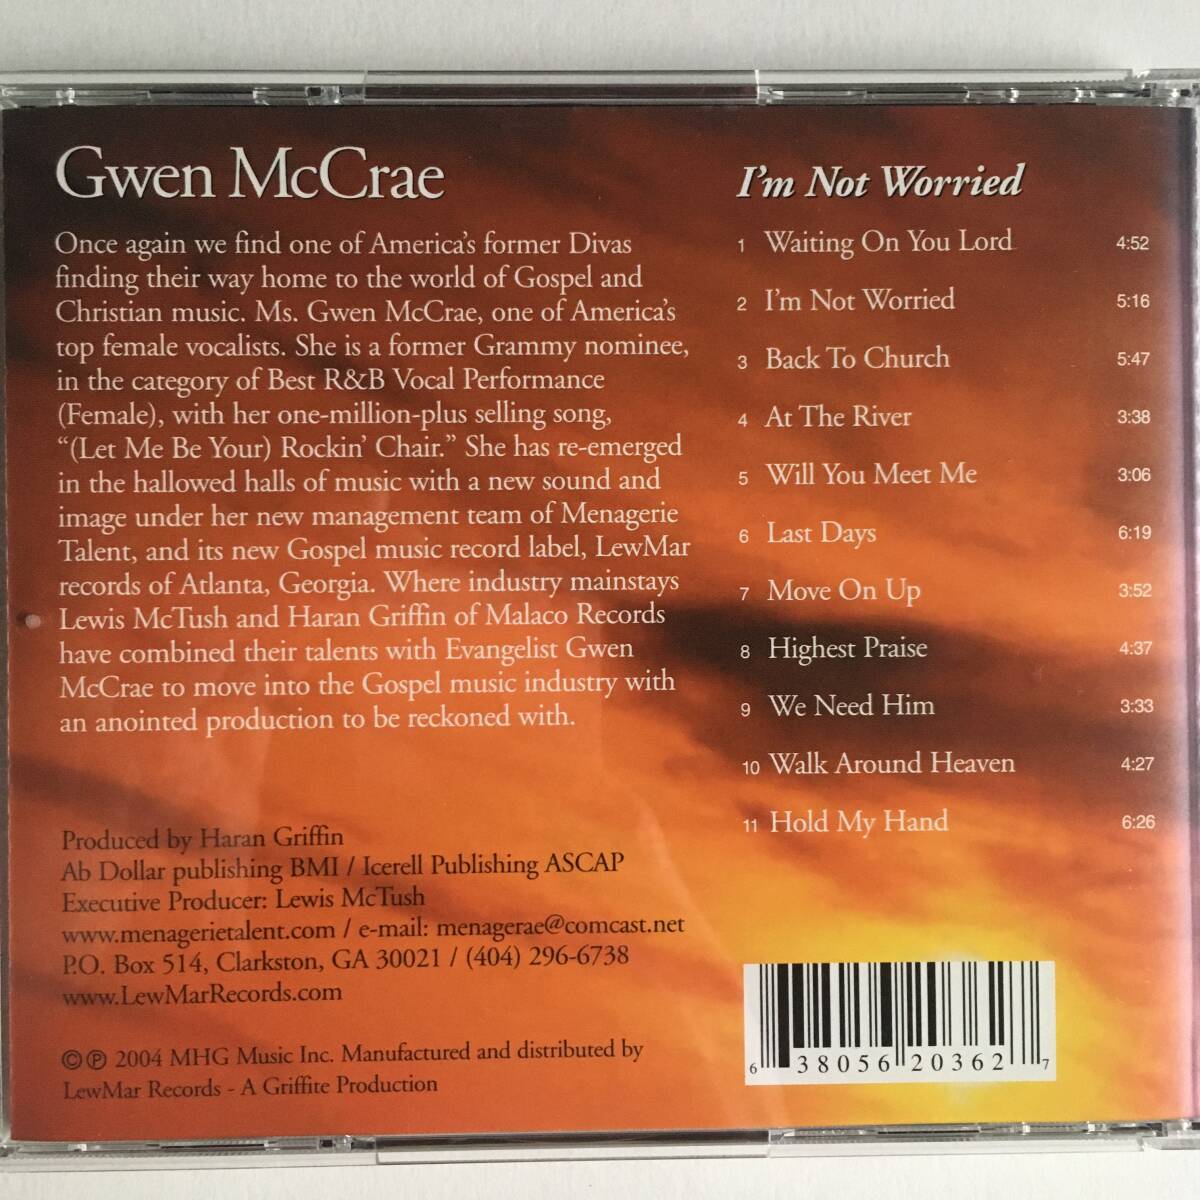 Gwen McCrae
Once again we find one of America's former Divas
finding their way home to the world of Gospel and
Christian music. Ms. Gwen McCrae, one of America's
top female vocalists. She is a former Grammy nominee,
in the category of Best R&B Vocal Performance
(Female), with her one-million-plus selling song,
“(Let Me Be Your) Rockin' Chair.” She has re-emerged
in the hallowed halls of music with a new sound and
image under her new management team of Menagerie
Talent, and its new Gospel music record label, LewMar
records of Atlanta, Georgia. Where industry mainstays
Lewis McTush and Haran Griffin of Malaco Records
have combined their talents with Evangelist Gwen
McCrae to move into the Gospel music industry with
an anointed production to be reckoned with.
Produced by Haran Griffin
Ab Dollar publishing BMI / Icerell Publishing ASCAP
Executive Producer: Lewis McTush
www.menagerietalent.com / e-mail: menagerae@comcast.net
P.O. Box 514, Clarkston, GA 30021 / (404) 296-6738
www.LewMarRecords.com
©℗ 2004 MHG Music Inc. Manufactured and distributed by
LewMar Records - A Griffite Production
I'm Not Worried
1 Waiting On You Lord 4:52
2 I'm Not Worried 5:16
3 Back To Church 5:47
4 At The River 3:38
5 Will You Meet Me 3:06
6 Last Days 6:19
7 Move On Up 3:52
8 Highest Praise 4:37
9 We Need Him 3:33
10 Walk Around Heaven 4:27
11 Hold My Hand 6:26
6 38056 20362 7